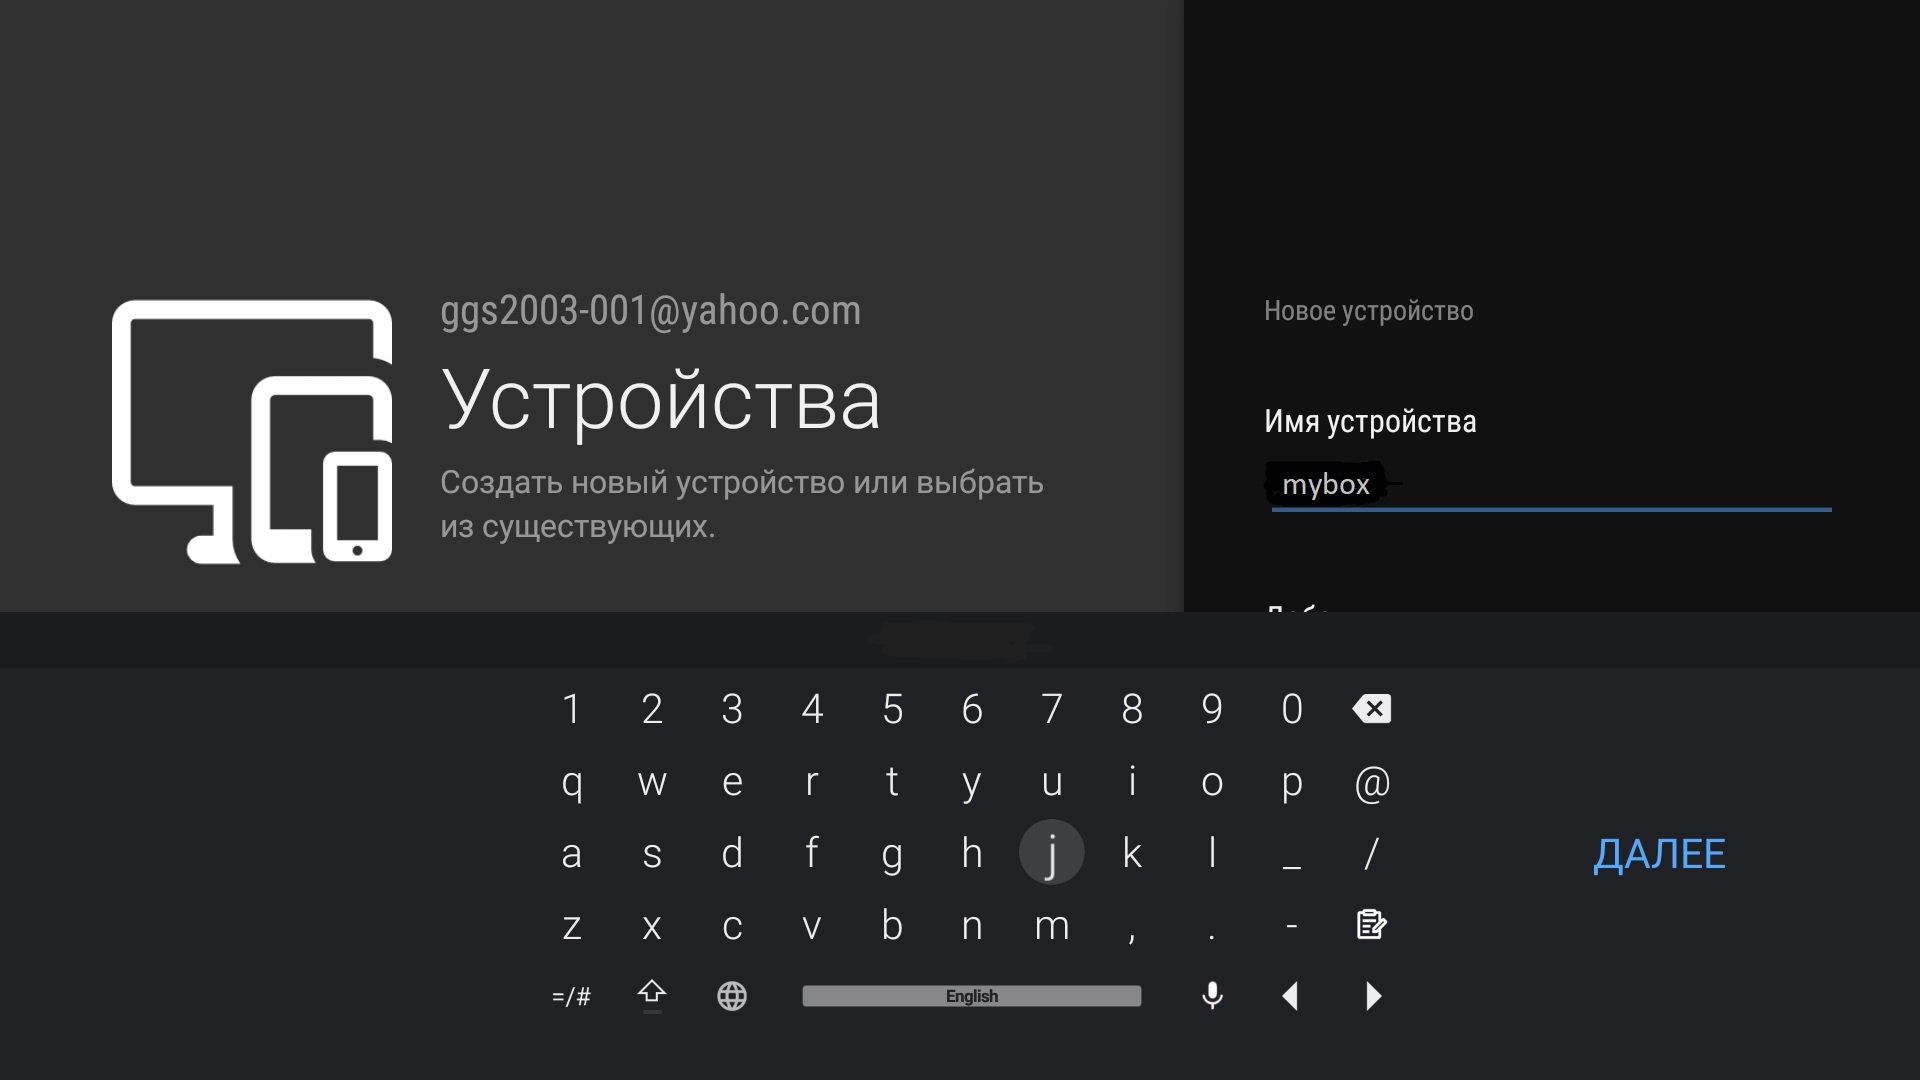 ggs2003-001@yahoo.com
Устройства
Создать новый устройство или выбрать
из существующих.
Новое устройство
Имя устройства
mybox
1 2 3 4 5 6 7 8 9 0
q w e r t y u i o p @
a s d f g h j k l _ /
z x c v b n m , . -
=/# English
ДАЛЕЕ